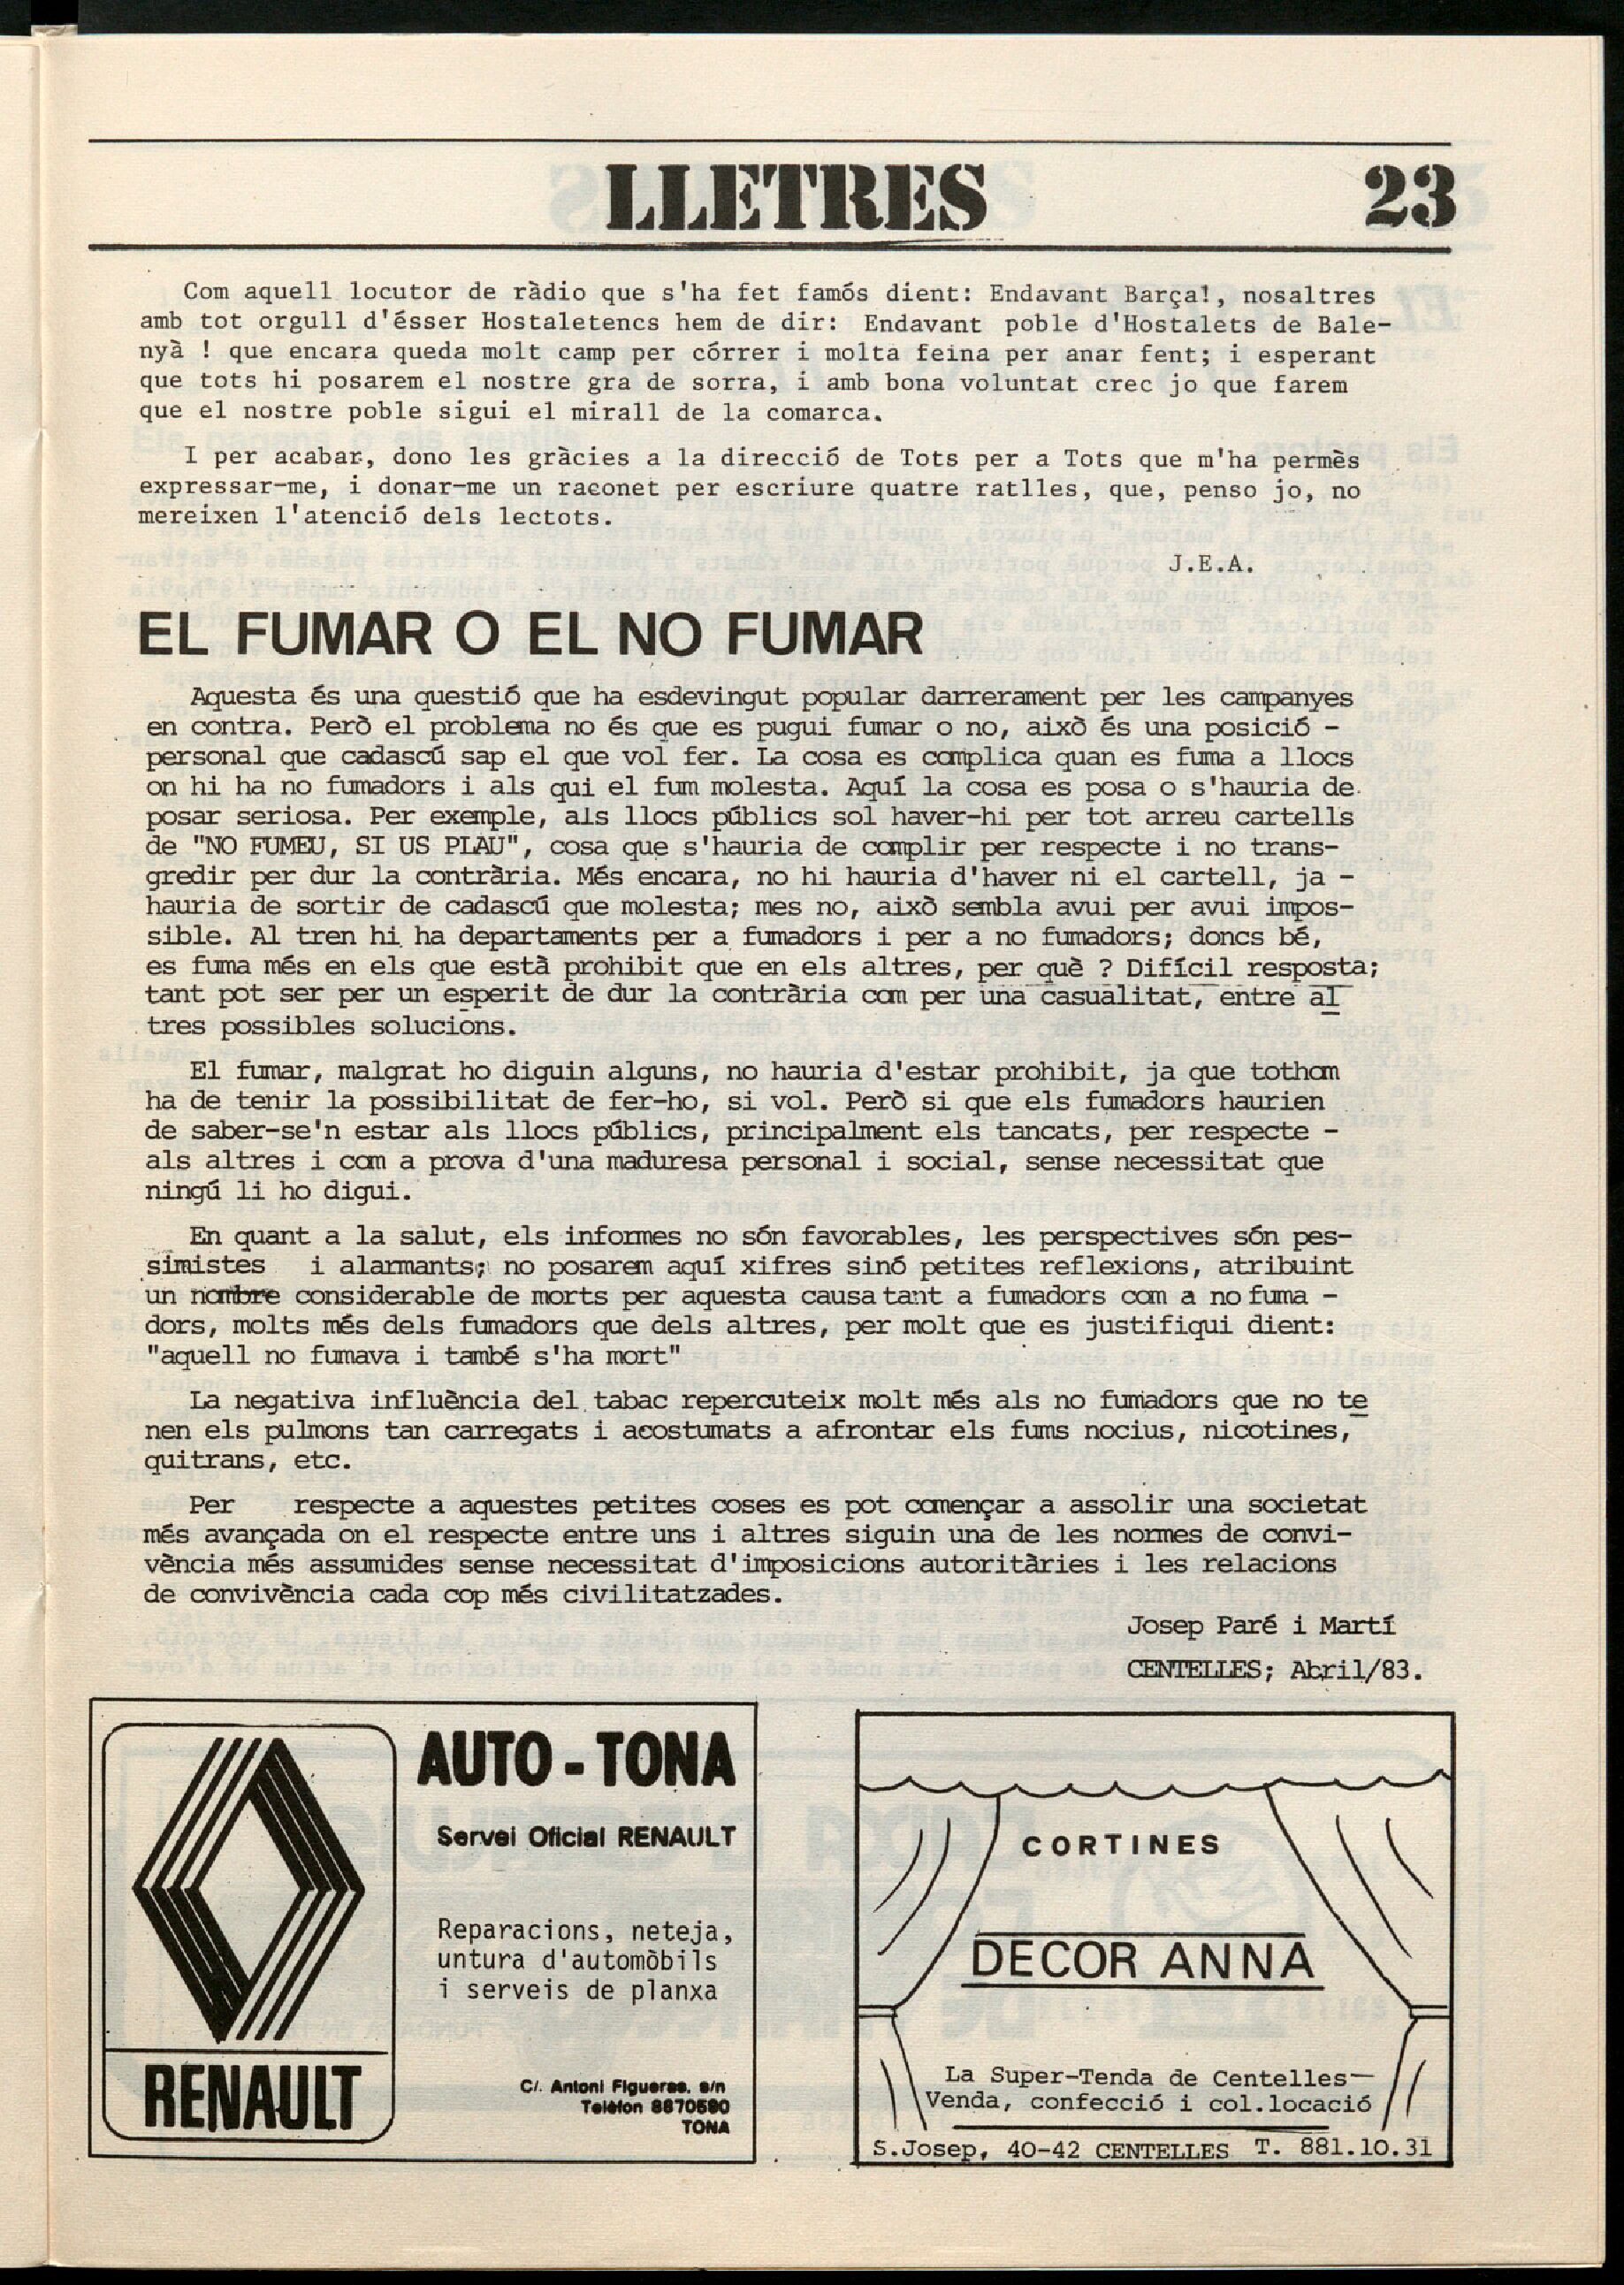 LLETRES 23
Com aquell locutor de ràdio que s'ha fet famós dient: Endavant Barça!, nosaltres
amb tot orgull d'ésser Hostaletencs hem de dir: Endavant poble d'Hostalets de Bale-
nyà ! que encara queda molt camp per córrer i molta feina per anar fent; i esperant
que tots hi posarem el nostre gra de sorra, i amb bona voluntat crec jo que farem
que el nostre poble sigui el mirall de la comarca.
I per acabar, dono les gràcies a la direcció de Tots per a Tots que m'ha permès
expressar-me, i donar-me un raconet per escriure quatre ratlles, que, penso jo, no
mereixen l'atenció dels lectots.
J.E.A.
EL FUMAR O EL NO FUMAR
Aquesta és una questió que ha esdevingut popular darrerament per les campanyes
en contra. Però el problema no és que es pugui fumar o no, això és una posició -
personal que cadascú sap el que vol fer. La cosa es complica quan es fuma a llocs
on hi ha no fumadors i als qui el fum molesta. Aquí la cosa es posa o s'hauria de
posar seriosa. Per exemple, als llocs públics sol haver-hi per tot arreu cartells
de "NO FUMEU, SI US PLAU", cosa que s'hauria de complir per respecte i no trans-
gredir per dur la contrària. Més encara, no hi hauria d'haver ni el cartell, ja -
hauria de sortir de cadascú que molesta; mes no, això sembla avui per avui impos-
sible. Al tren hi ha departaments per a fumadors i per a no fumadors; doncs bé,
es fuma més en els que està prohibit que en els altres, per què ? Difícil resposta;
tant pot ser per un esperit de dur la contrària com per una casualitat, entre al
tres possibles solucions.
El fumar, malgrat ho diguin alguns, no hauria d'estar prohibit, ja que tothom
ha de tenir la possibilitat de fer-ho, si vol. Però si que els fumadors haurien
de saber-se'n estar als llocs públics, principalment els tancats, per respecte -
als altres i com a prova d'una maduresa personal i social, sense necessitat que
ningú li ho digui.
En quant a la sàlut, els informes no són favorables, les perspectives són pes-
simistes i alarmants; no posarem aquí xifres sinó petites reflexions, atribuint
un nombre considerable de morts per aquesta causa tant a fumadors com a no fuma -
dors, molts més dels fumadors que dels altres, per molt que es justifiqui dient:
"aquell no fumava i també s'ha mort"
La negativa influència del tabac repercuteix molt més als no fumadors que no te
nen els pulmons tan carregats i acostumats a afrontar els fums nocius, nicotines,
quitrans, etc.
Per respecte a aquestes petites coses es pot començar a assolir una societat
més avançada on el respecte entre uns i altres siguin una de les normes de convi-
vència més assumides sense necessitat d'imposicions autoritàries i les relacions
de convivència cada cop més civilitatzades.
Josep Paré i Martí
CENTELLES; Abril/83.
AUTO - TONA
Servei Oficial RENAULT
Reparacions, neteja,
untura d'automòbils
i serveis de planxa
RENAULT
C/. Antoni Figueras, s/n
Telèfon 8870580
TONA
CORTINES
DECOR ANNA
La Super-Tenda de Centelles—
Venda, confecció i col.locació
S.Josep, 40-42 CENTELLES T. 881.10.31